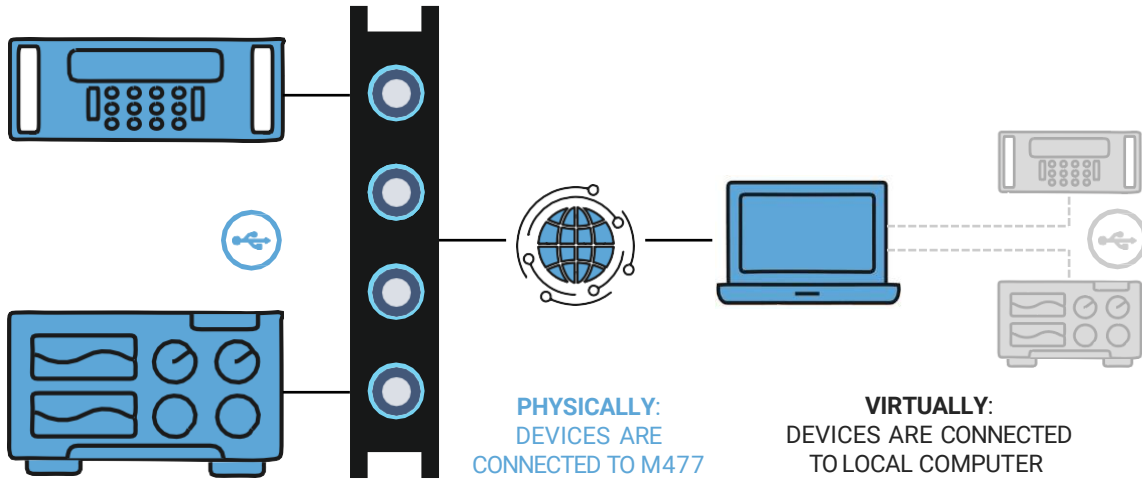 PHYSICALLY:
DEVICES ARE
CONNECTED TO M477
VIRTUALLY:
DEVICES ARE CONNECTED
TO LOCAL COMPUTER